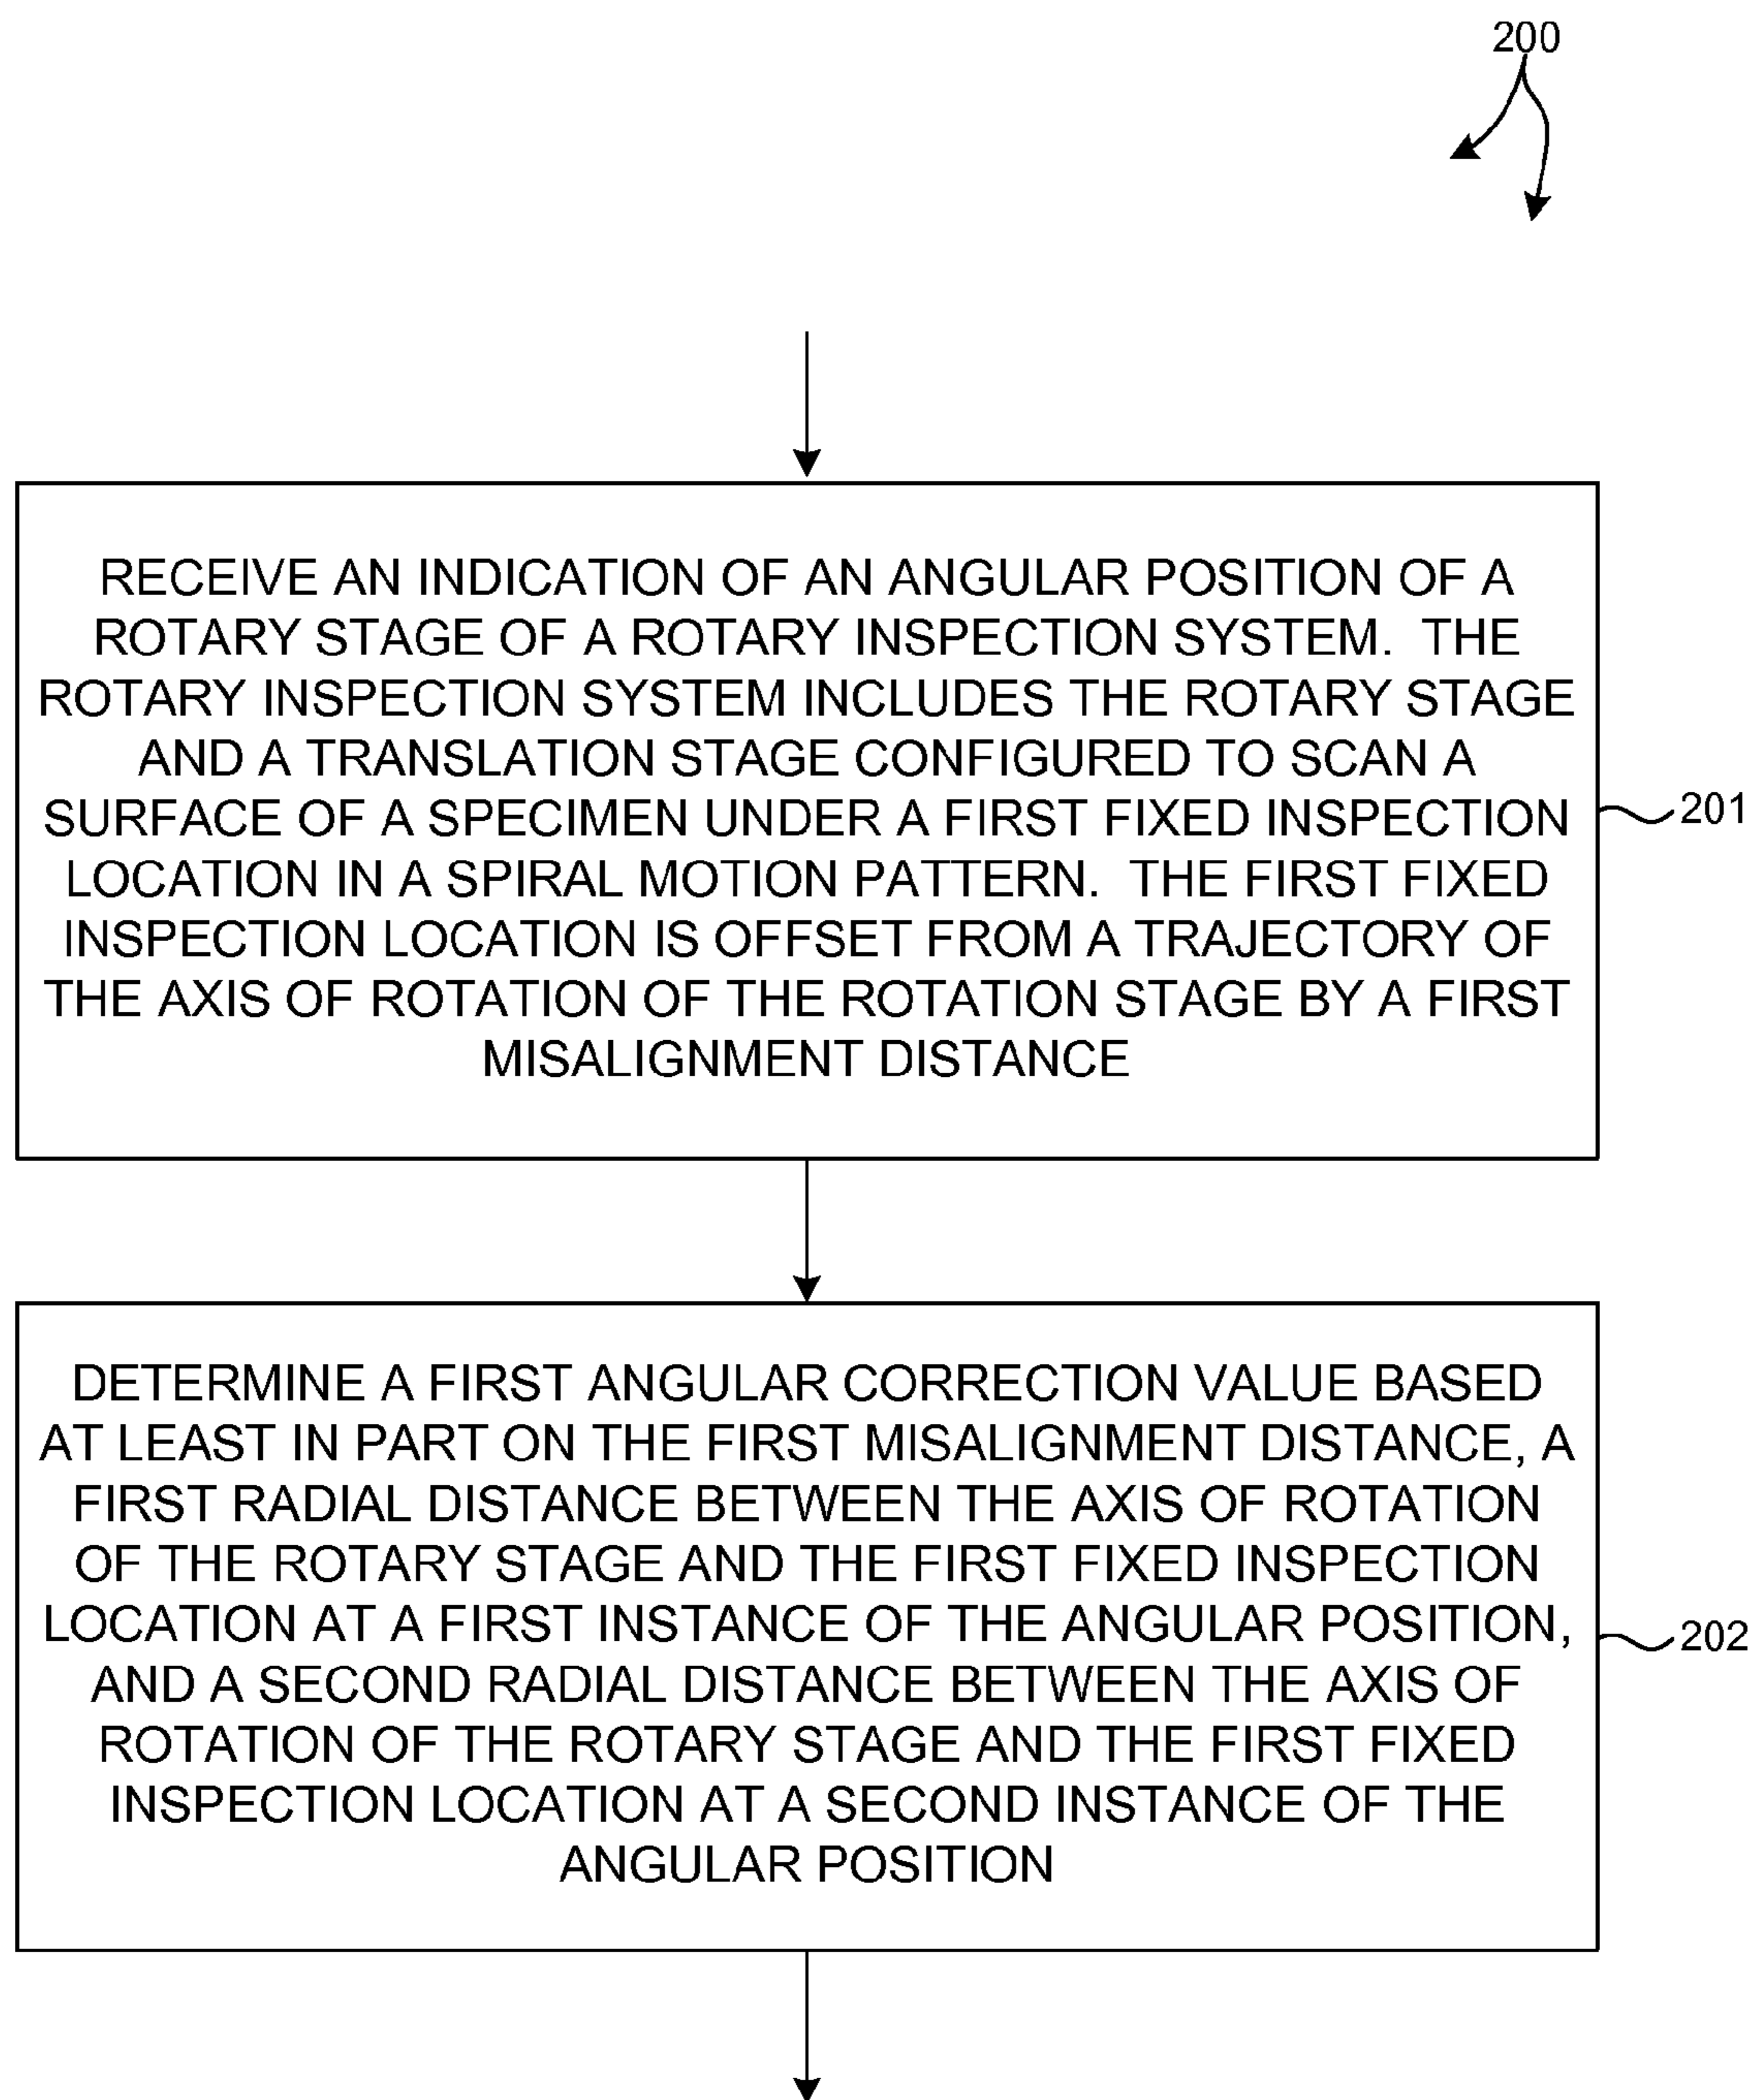 200
RECEIVE AN INDICATION OF AN ANGULAR POSITION OF A
ROTARY STAGE OF A ROTARY INSPECTION SYSTEM. THE
ROTARY INSPECTION SYSTEM INCLUDES THE ROTARY STAGE
AND A TRANSLATION STAGE CONFIGURED TO SCAN A
SURFACE OF A SPECIMEN UNDER A FIRST FIXED INSPECTION
LOCATION IN A SPIRAL MOTION PATTERN. THE FIRST FIXED
INSPECTION LOCATION IS OFFSET FROM A TRAJECTORY OF
THE AXIS OF ROTATION OF THE ROTATION STAGE BY A FIRST
MISALIGNMENT DISTANCE
201
DETERMINE A FIRST ANGULAR CORRECTION VALUE BASED
AT LEAST IN PART ON THE FIRST MISALIGNMENT DISTANCE, A
FIRST RADIAL DISTANCE BETWEEN THE AXIS OF ROTATION
OF THE ROTARY STAGE AND THE FIRST FIXED INSPECTION
LOCATION AT A FIRST INSTANCE OF THE ANGULAR POSITION,
AND A SECOND RADIAL DISTANCE BETWEEN THE AXIS OF
ROTATION OF THE ROTARY STAGE AND THE FIRST FIXED
INSPECTION LOCATION AT A SECOND INSTANCE OF THE
ANGULAR POSITION
202